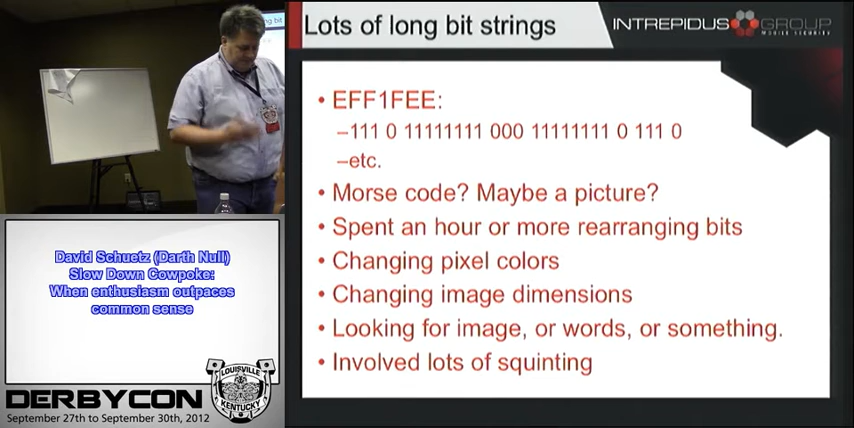 Lots of long bit strings
INTREPIDUS GROUP
MOBILE SECURITY
• EFF1FEE:
–111 0 11111111 000 11111111 0 111 0
–etc.
• Morse code? Maybe a picture?
• Spent an hour or more rearranging bits
• Changing pixel colors
• Changing image dimensions
• Looking for image, or words, or something.
• Involved lots of squinting
David Schuetz (Darth Null)
Slow Down Cowpoke:
When enthusiasm outpaces
common sense
LOUISVILLE
KENTUCKY
DERBYCON
September 27th to September 30th, 2012